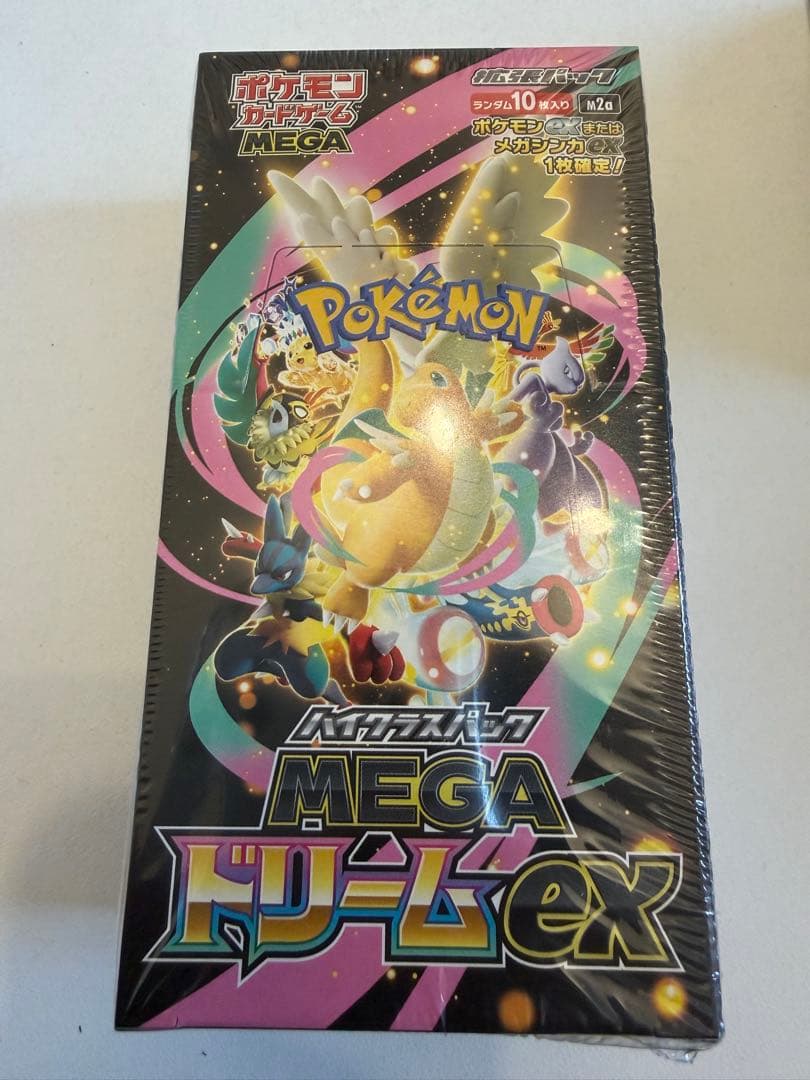 ポケモン
カードゲーム
MEGA
拡張パック
ランダム10枚入り M2a
ポケモンexまたは
メガシンカex
1枚確定!
POKéMON
TM
ハイクラスパック
MEGA
ドリームex